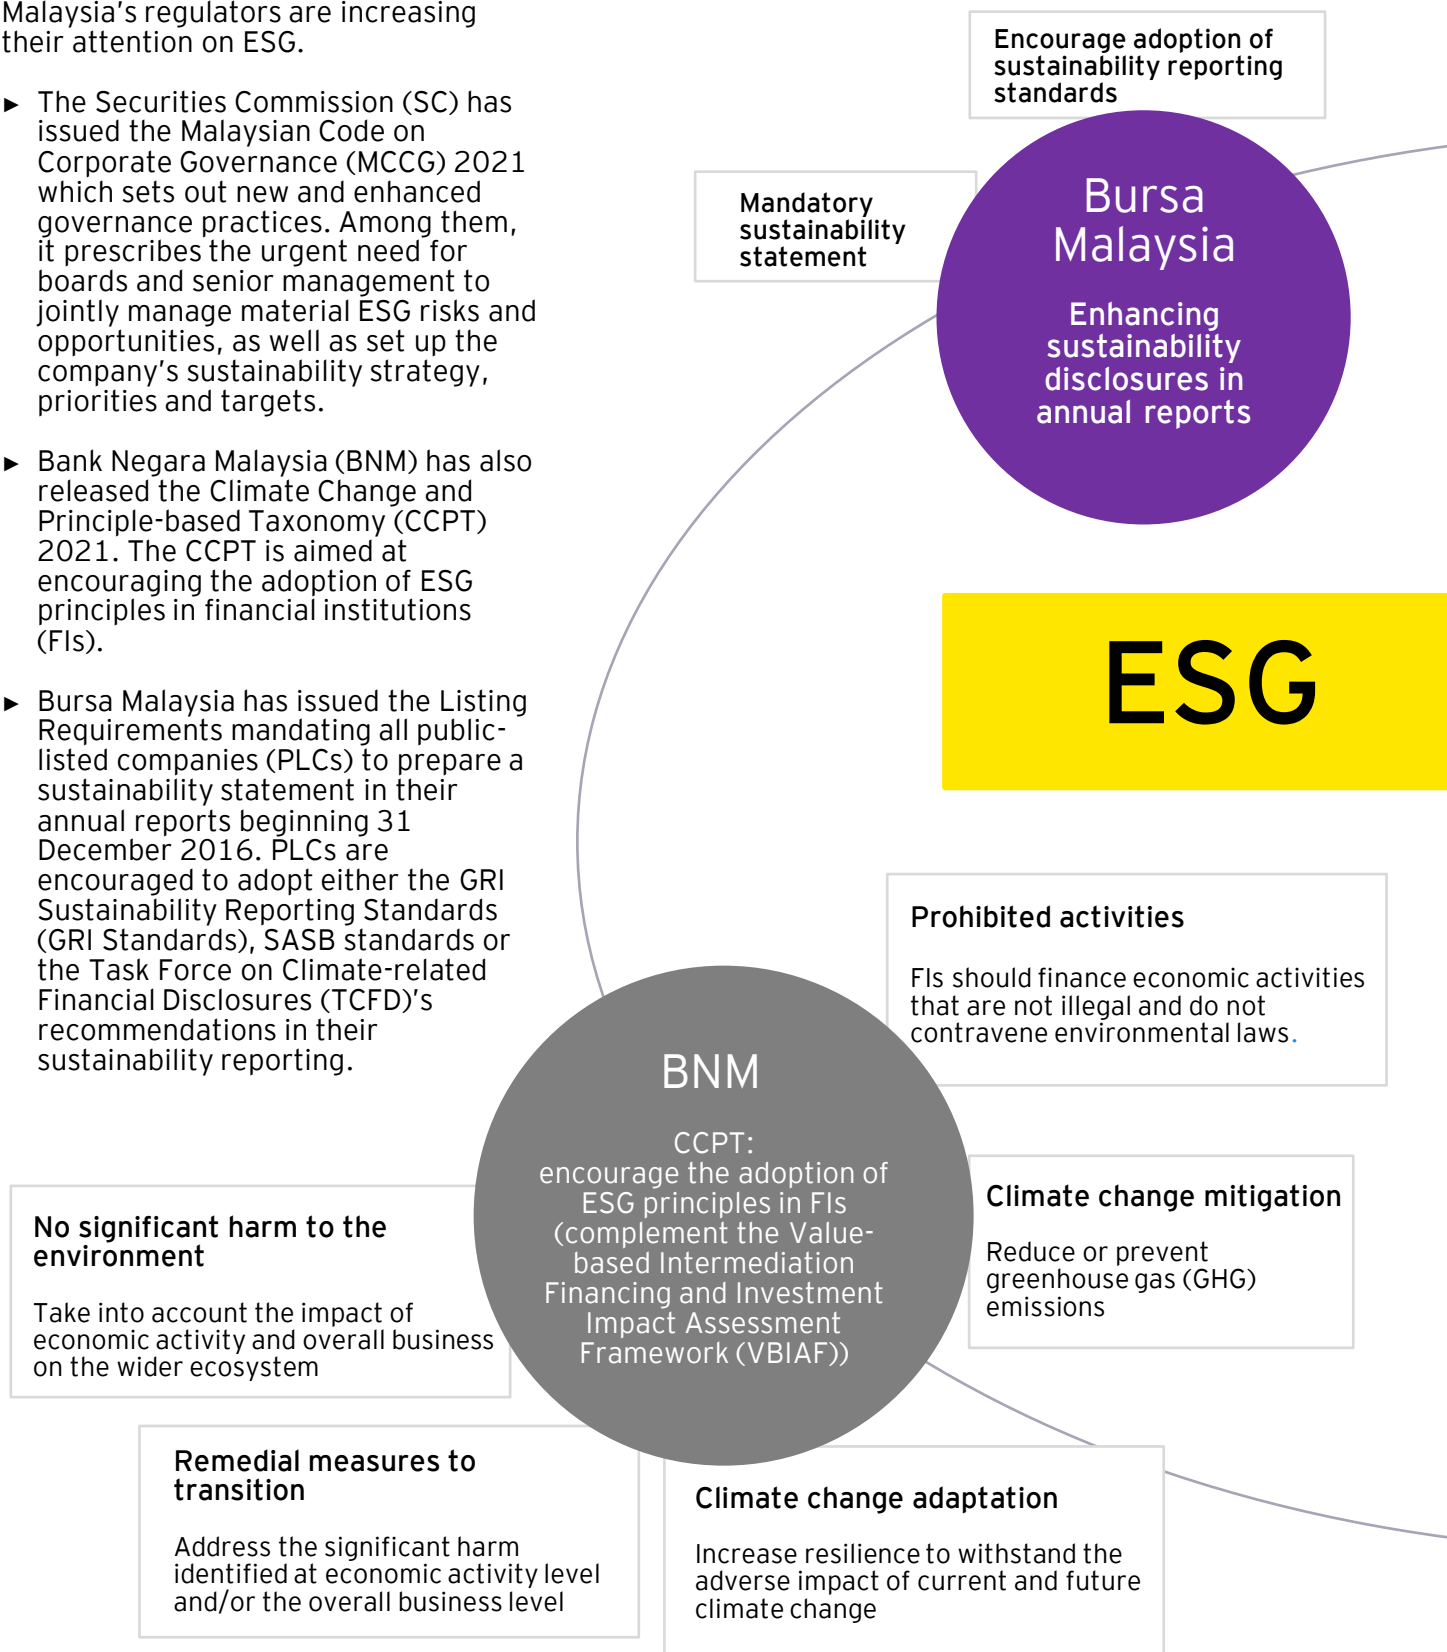 Malaysia's regulators are increasing
their attention on ESG.
► The Securities Commission (SC) has
issued the Malaysian Code on
Corporate Governance (MCCG) 2021
which sets out new and enhanced
governance practices. Among them,
it prescribes the urgent need for
boards and senior management to
jointly manage material ESG risks and
opportunities, as well as set up the
company's sustainability strategy,
priorities and targets.
► Bank Negara Malaysia (BNM) has also
released the Climate Change and
Principle-based Taxonomy (CCPT)
2021. The CCPT is aimed at
encouraging the adoption of ESG
principles in financial institutions
(FIs).
► Bursa Malaysia has issued the Listing
Requirements mandating all public-
listed companies (PLCs) to prepare a
sustainability statement in their
annual reports beginning 31
December 2016. PLCs are
encouraged to adopt either the GRI
Sustainability Reporting Standards
(GRI Standards), SASB standards or
the Task Force on Climate-related
Financial Disclosures (TCFD)'s
recommendations in their
sustainability reporting.
Encourage adoption of
sustainability reporting
standards
Mandatory
sustainability
statement
Bursa
Malaysia
Enhancing
sustainability
disclosures in
annual reports
ESG
Prohibited activities
FIs should finance economic activities
that are not illegal and do not
contravene environmental laws.
BNM
CCPT:
encourage the adoption of
ESG principles in FIs
(complement the Value-
based Intermediation
Financing and Investment
Impact Assessment
Framework (VBIAF))
Climate change mitigation
Reduce or prevent
greenhouse gas (GHG)
emissions
No significant harm to the
environment
Take into account the impact of
economic activity and overall business
on the wider ecosystem
Remedial measures to
transition
Address the significant harm
identified at economic activity level
and/or the overall business level
Climate change adaptation
Increase resilience to withstand the
adverse impact of current and future
climate change